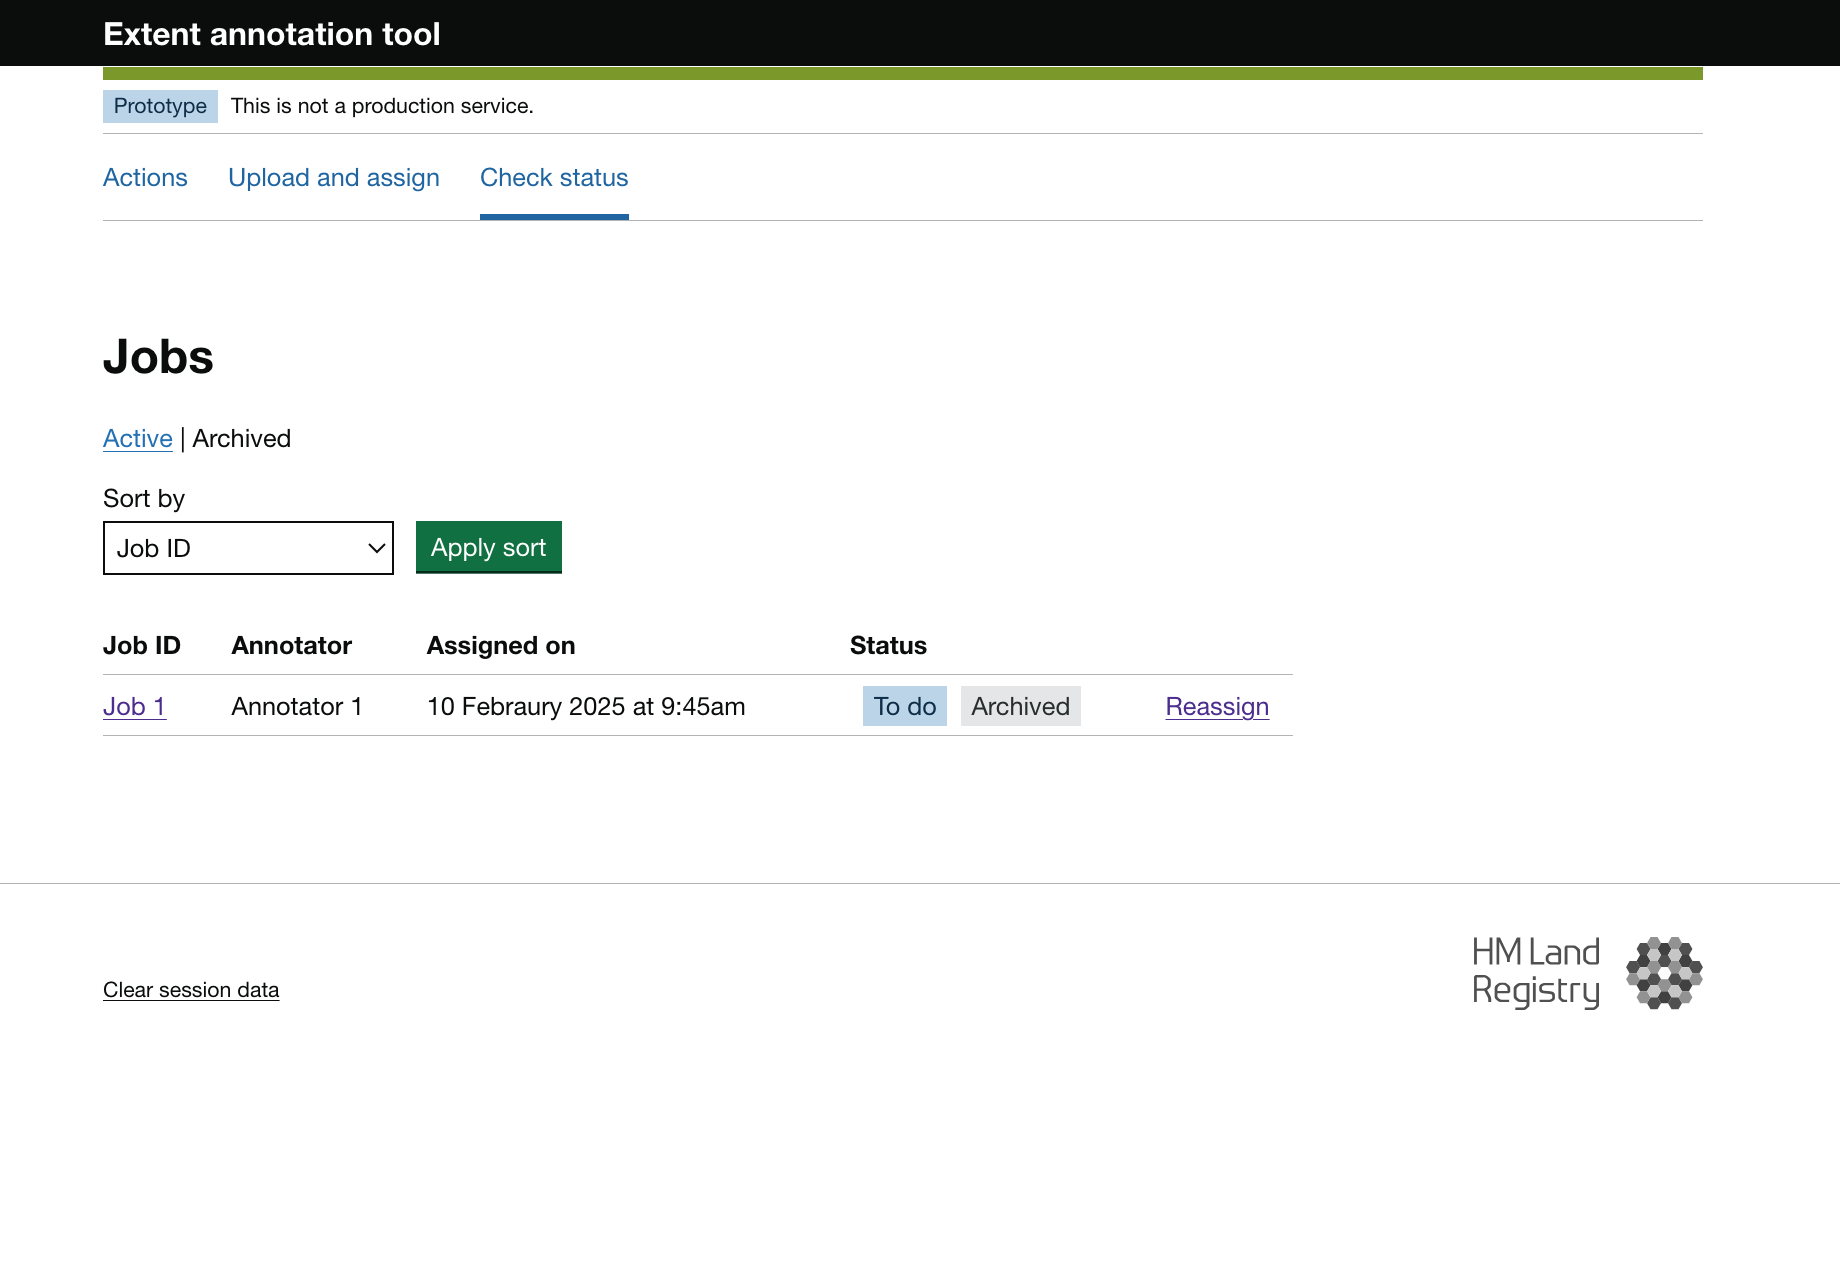 Extent annotation tool
Prototype This is not a production service.
Actions Upload and assign Check status
Jobs
Active | Archived
Sort by
Job ID Apply sort
Job ID Annotator Assigned on Status
Job 1 Annotator 1 10 Febraury 2025 at 9:45am To do Archived Reassign
HM Land
Registry
Clear session data